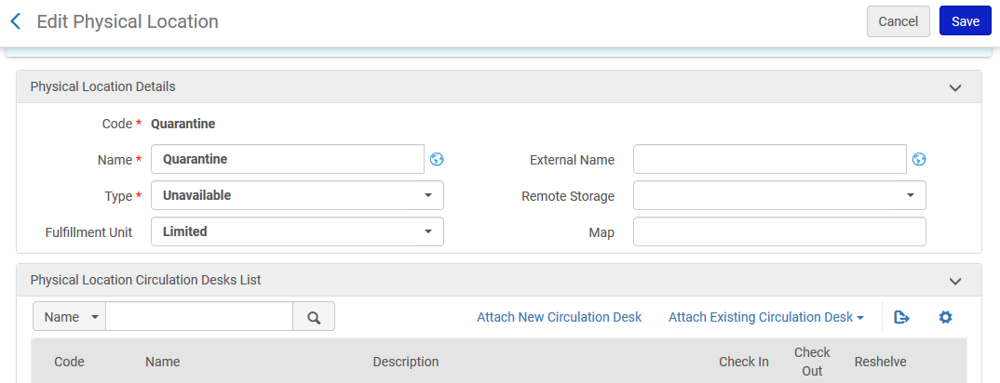 Edit Physical Location
Cancel
Save
Physical Location Details
Code * Quarantine
Name * Quarantine
External Name
Type * Unavailable
Remote Storage
Fulfillment Unit Limited
Map
Physical Location Circulation Desks List
Name
Attach New Circulation Desk
Attach Existing Circulation Desk
Code Name Description Check In Check Out Reshelve